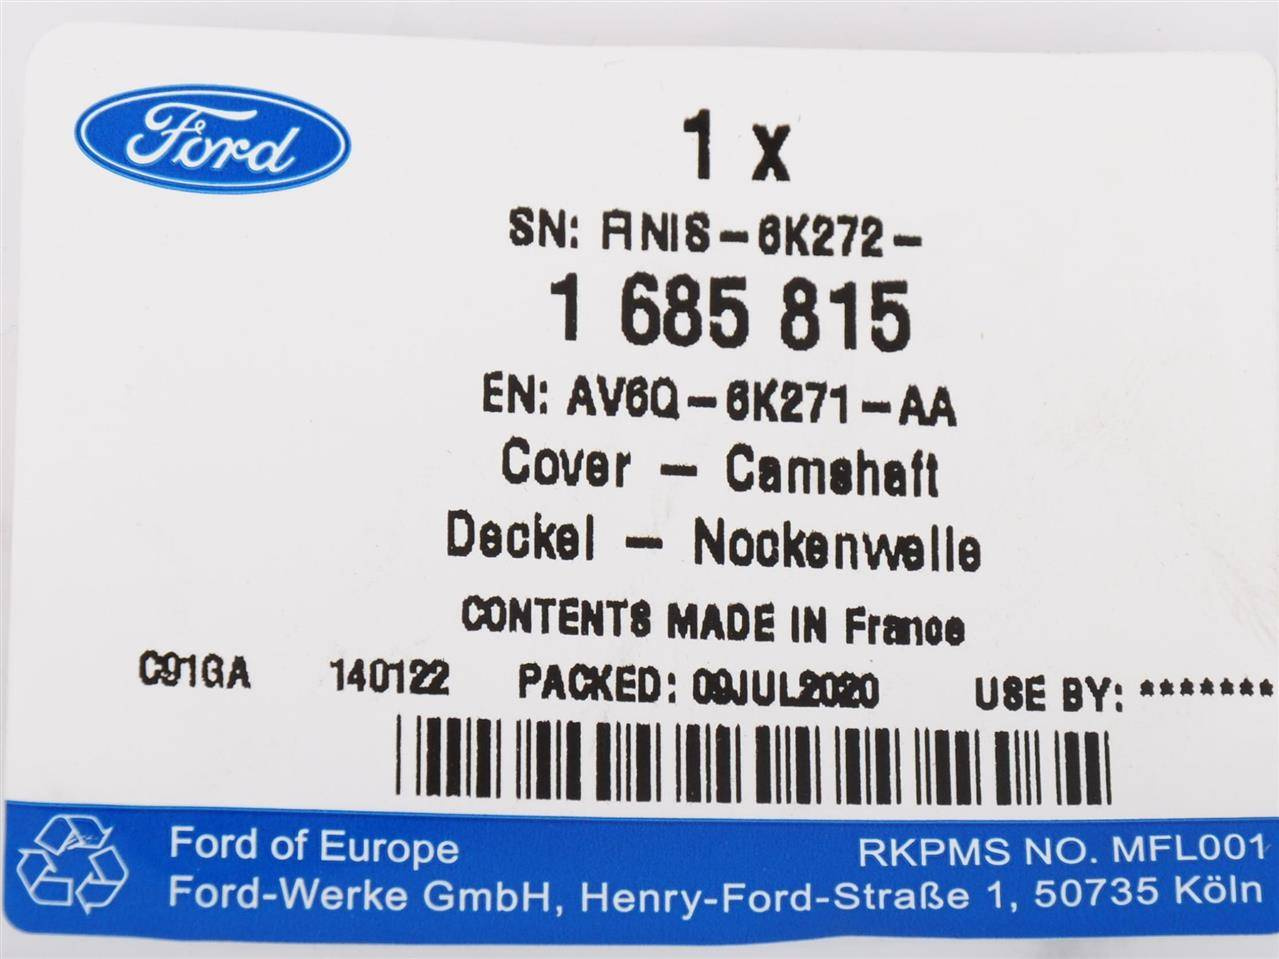 Ford
1 x
SN: FINIS-6K272-
1 685 815
EN: AV6Q-6K271-AA
Cover - Camshaft
Deckel - Nockenwelle
CONTENTS MADE IN France
C91GA 140122 PACKED: 09JUL2020 USE BY: *******
Ford of Europe RKPMS NO. MFL001
Ford-Werke GmbH, Henry-Ford-Straße 1, 50735 Köln